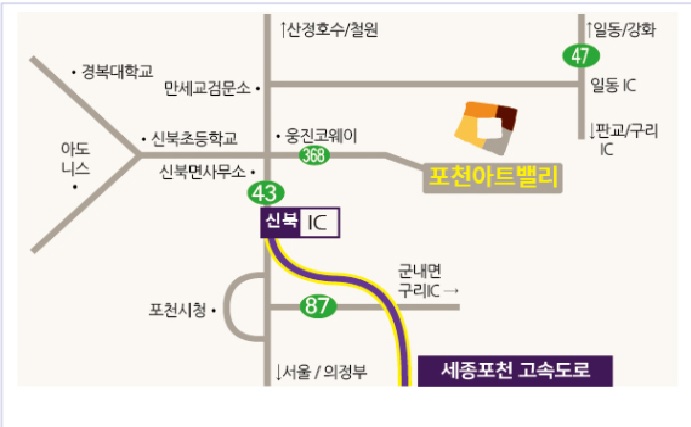 ↑산정호수/철원
↑일동/강화
47
경복대학교
만세교검문소
일동 IC
아도
니스
신북초등학교
웅진코웨이
368
↓판교/구리
IC
신북면사무소
포천아트밸리
43
신북 IC
군내면
구리IC →
포천시청
87
↓서울 / 의정부
세종포천 고속도로